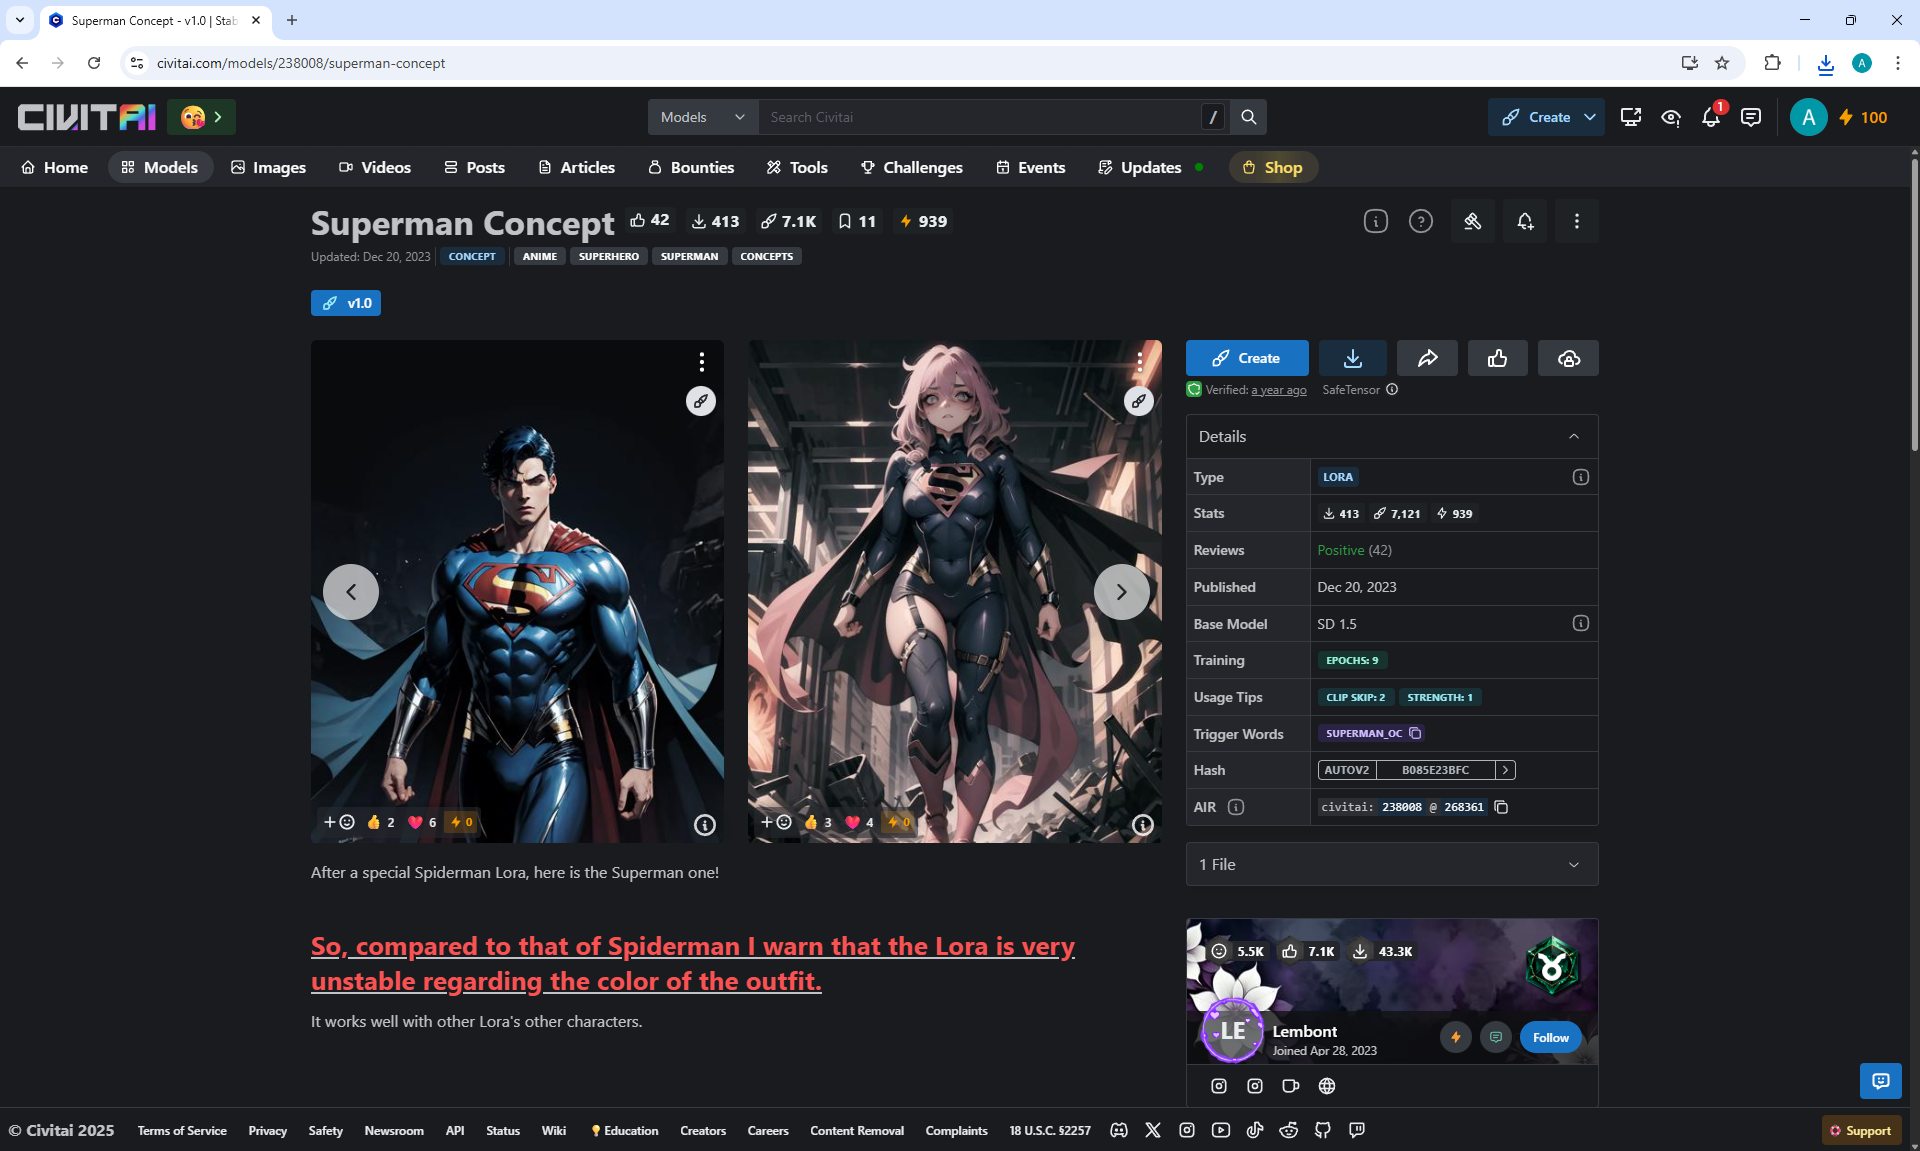 Superman Concept - v1.0 | Stab
civitai.com/models/238008/superman-concept
A
CIVITAI
Models
Search Civitai
/
Create
1
A
100
Home
Models
Images
Videos
Posts
Articles
Bounties
Tools
Challenges
Events
Updates
Shop
Superman Concept
42
413
7.1K
11
939
Updated: Dec 20, 2023
CONCEPT
ANIME
SUPERHERO
SUPERMAN
CONCEPTS
v1.0
2
6
0
3
4
0
Create
Verified: a year ago
SafeTensor
Details
Type
LORA
Stats
413
7,121
939
Reviews
Positive (42)
Published
Dec 20, 2023
Base Model
SD 1.5
Training
EPOCHS: 9
Usage Tips
CLIP SKIP: 2
STRENGTH: 1
Trigger Words
SUPERMAN_OC
Hash
AUTOV2
B085E23BFC
AIR
civitai: 238008 @ 268361
1 File
After a special Spiderman Lora, here is the Superman one!
So, compared to that of Spiderman I warn that the Lora is very
unstable regarding the color of the outfit.
It works well with other Lora's other characters.
5.5K
7.1K
43.3K
LE
Lembont
Joined Apr 28, 2023
Follow
© Civitai 2025
Terms of Service
Privacy
Safety
Newsroom
API
Status
Wiki
Education
Creators
Careers
Content Removal
Complaints
18 U.S.C. §2257
Support